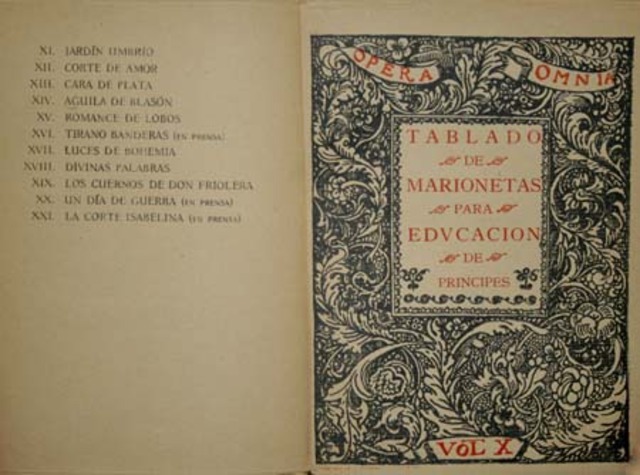 XI. JARDÍN UMBRÍO
XII. CORTE DE AMOR
XIII. CARA DE PLATA
XIV. AGUILA DE BLASÓN
XV. ROMANCE DE LOBOS
XVI. TIRANO BANDERAS (EN PRENSA)
XVII. LUCES DE BOHEMIA
XVIII. DIVINAS PALABRAS
XIX. LOS CUERNOS DE DON FRIOLERA
XX. UN DÍA DE GUERRA (EN PRENSA)
XXI. LA CORTE ISABELINA (EN PRENSA)
OPERA OMNIA
TABLADO
DE
MARIONETAS
PARA
EDVCACION
DE
PRINCIPES
VOL X